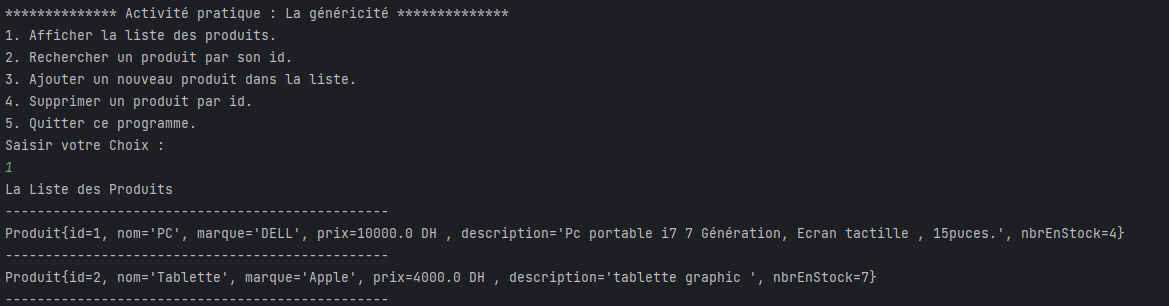 ************** Activité pratique : La généricité **************
1. Afficher la liste des produits.
2. Rechercher un produit par son id.
3. Ajouter un nouveau produit dans la liste.
4. Supprimer un produit par id.
5. Quitter ce programme.
Saisir votre Choix :
1
La Liste des Produits
------------------------------------------------
Produit{id=1, nom='PC', marque='DELL', prix=10000.0 DH , description='Pc portable i7 7 Génération, Ecran tactille , 15puces.', nbrEnStock=4}
------------------------------------------------
Produit{id=2, nom='Tablette', marque='Apple', prix=4000.0 DH , description='tablette graphic ', nbrEnStock=7}
------------------------------------------------